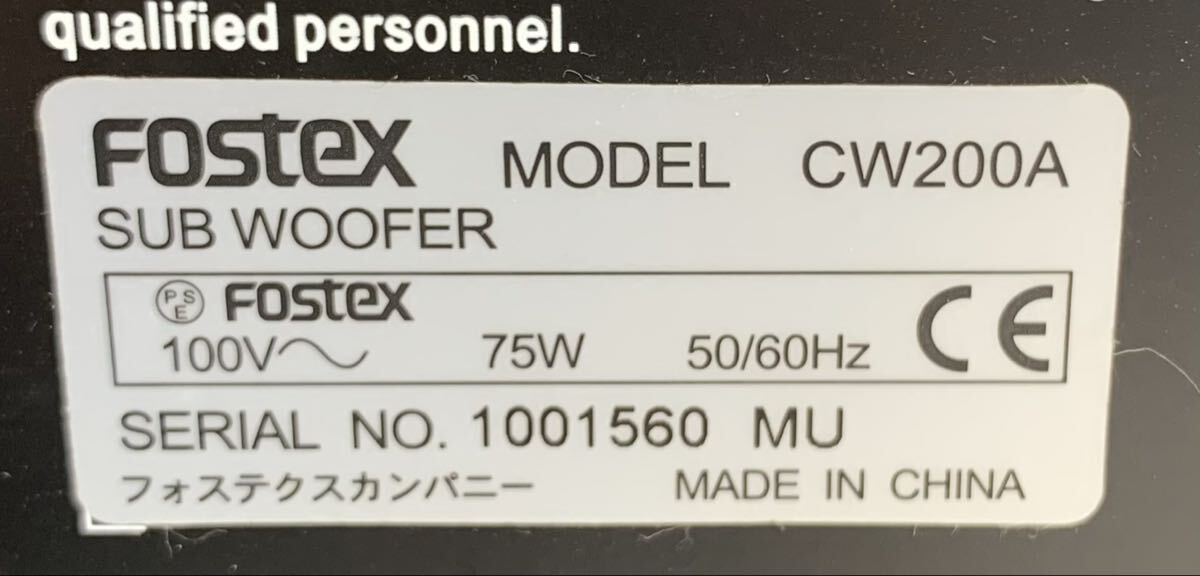 qualified personnel.
FOSTEX MODEL CW200A
SUB WOOFER
PSE FOSTEX
100V～ 75W 50/60Hz CE
SERIAL NO. 1001560 MU
フォステクスカンパニー MADE IN CHINA